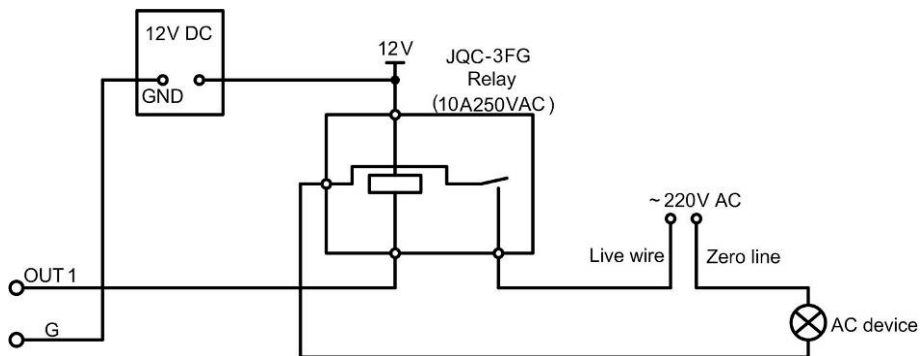 12V DC
GND
12V
JQC-3FG
Relay
(10A250VAC)
~ 220V AC
Live wire
Zero line
OUT 1
G
AC device